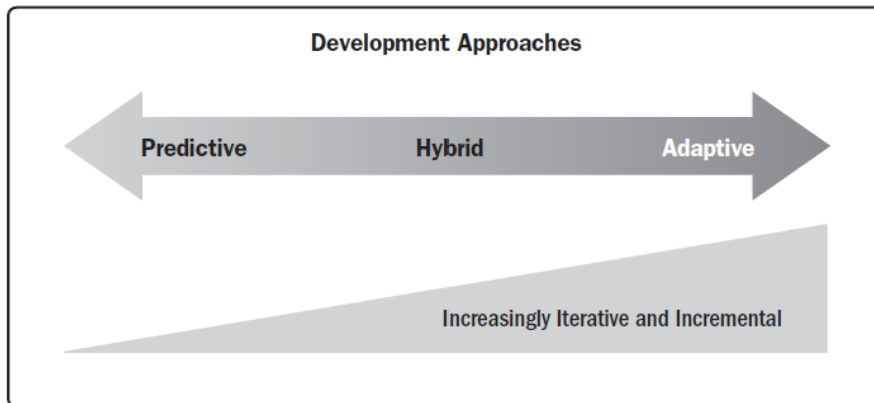 Development Approaches
Predictive Hybrid Adaptive
Increasingly Iterative and Incremental